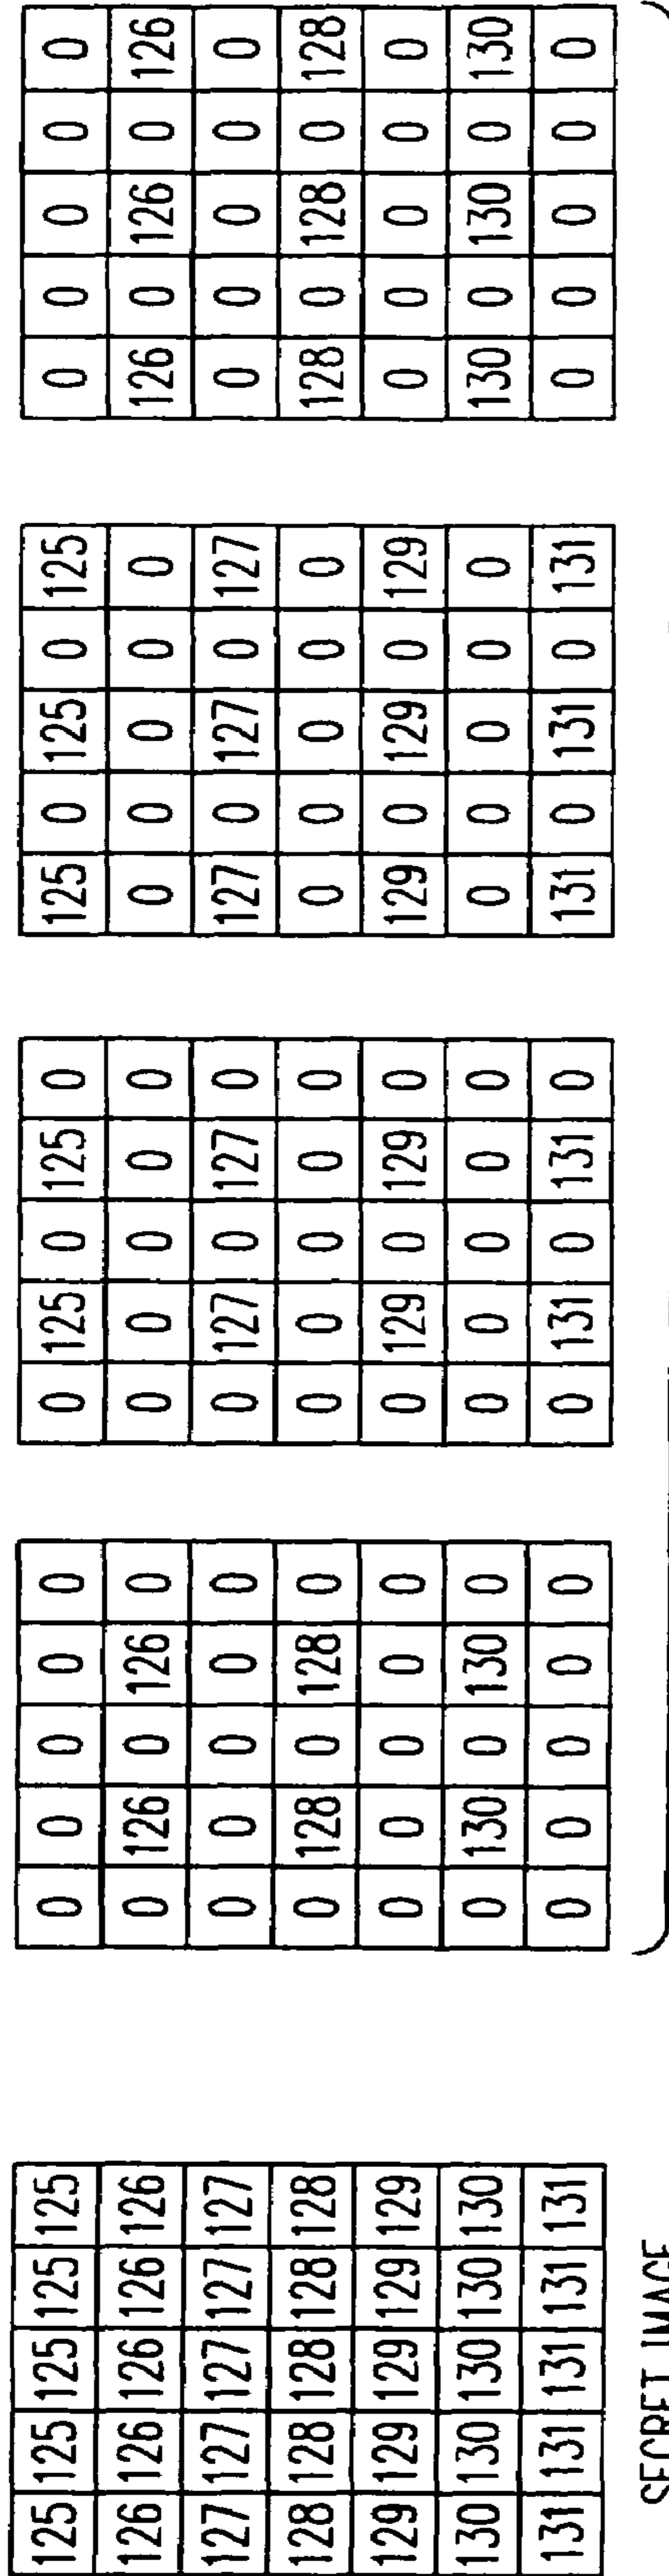 125 125 125 125 125
126 126 126 126 126
127 127 127 127 127
128 128 128 128 128
129 129 129 129 129
130 130 130 130 130
131 131 131 131 131
SECRET IMAGE
0 0 0 0 0
0 126 0 126 0
0 0 0 0 0
0 128 0 128 0
0 0 0 0 0
0 130 0 130 0
0 0 0 0 0
0 125 0 125 0
0 0 0 0 0
0 127 0 127 0
0 0 0 0 0
0 129 0 129 0
0 0 0 0 0
0 131 0 131 0
125 0 125 0 125
0 0 0 0 0
127 0 127 0 127
0 0 0 0 0
129 0 129 0 129
0 0 0 0 0
131 0 131 0 131
0 0 0 0 0
126 0 126 0 126
0 0 0 0 0
128 0 128 0 128
0 0 0 0 0
130 0 130 0 130
0 0 0 0 0